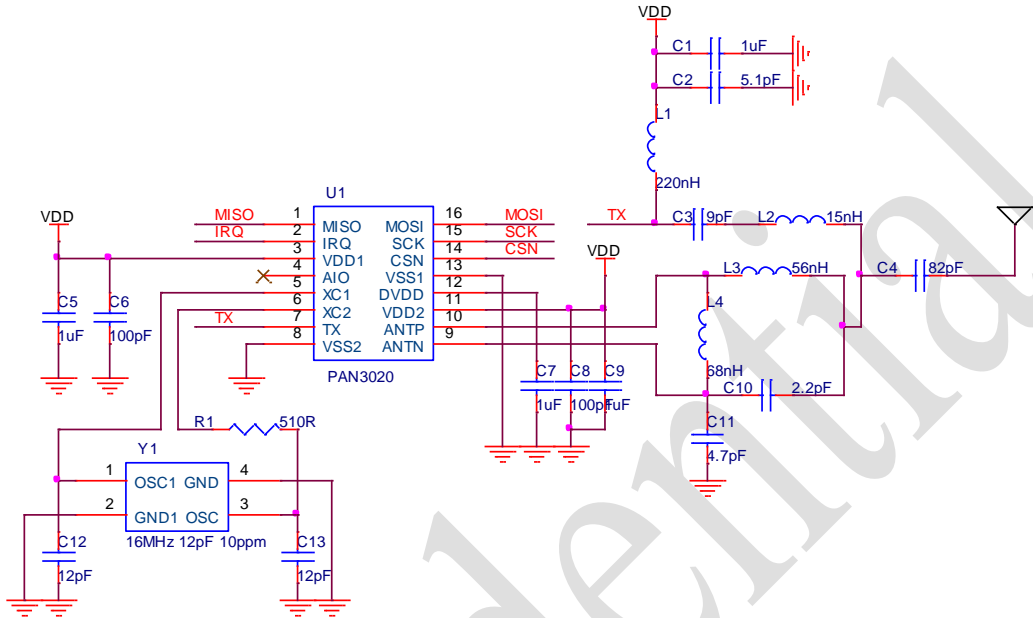 VDD
C1 1uF
C2 5.1pF
L1
220nH
TX C3 9pF L2 15nH
L3 56nH C4 82pF
L4
68nH
C10 2.2pF
C11
4.7pF
U1
MISO 1 MISO MOSI 16 MOSI
IRQ 2 IRQ SCK 15 SCK
3 VDD1 CSN 14 CSN
4 AIO VSS1 13
5 XC1 DVDD 12
6 XC2 VDD2 11
TX 7 TX ANTP 10
8 VSS2 ANTN 9
PAN3020
VDD
C5 C6
1uF 100pF
VDD
C7 C8 C9
1uF 100pF 1uF
R1 510R
Y1
1 OSC1 GND 4
2 GND1 OSC 3
16MHz 12pF 10ppm
C12 C13
12pF 12pF
dential